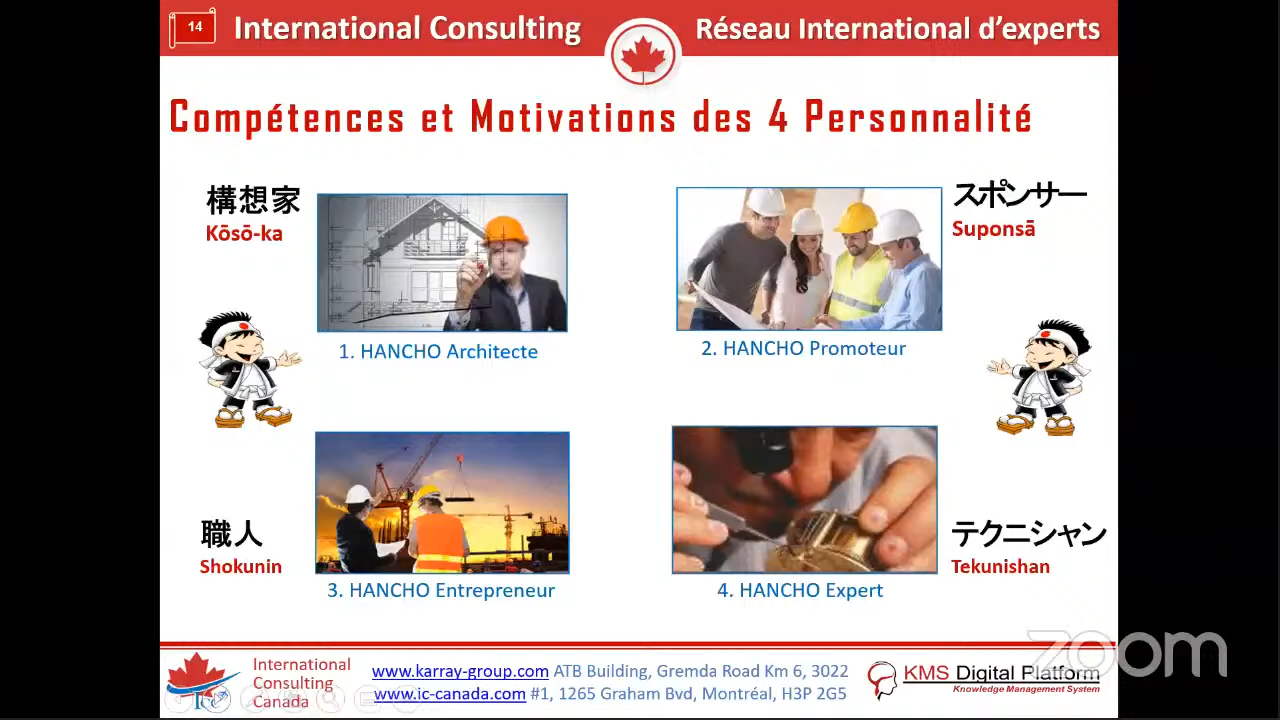 14
International Consulting
Réseau International d’experts
Compétences et Motivations des 4 Personnalité
構想家
Kōsō-ka
スポンサー
Suponsā
1. HANCHO Architecte
2. HANCHO Promoteur
職人
Shokunin
テクニシャン
Tekunishan
3. HANCHO Entrepreneur
4. HANCHO Expert
International
Consulting
Canada
Icc
www.karray-group.com ATB Building, Gremda Road Km 6, 3022
www.ic-canada.com #1, 1265 Graham Bvd, Montréal, H3P 2G5
KMS Digital Platform
Knowledge Management System
zoom